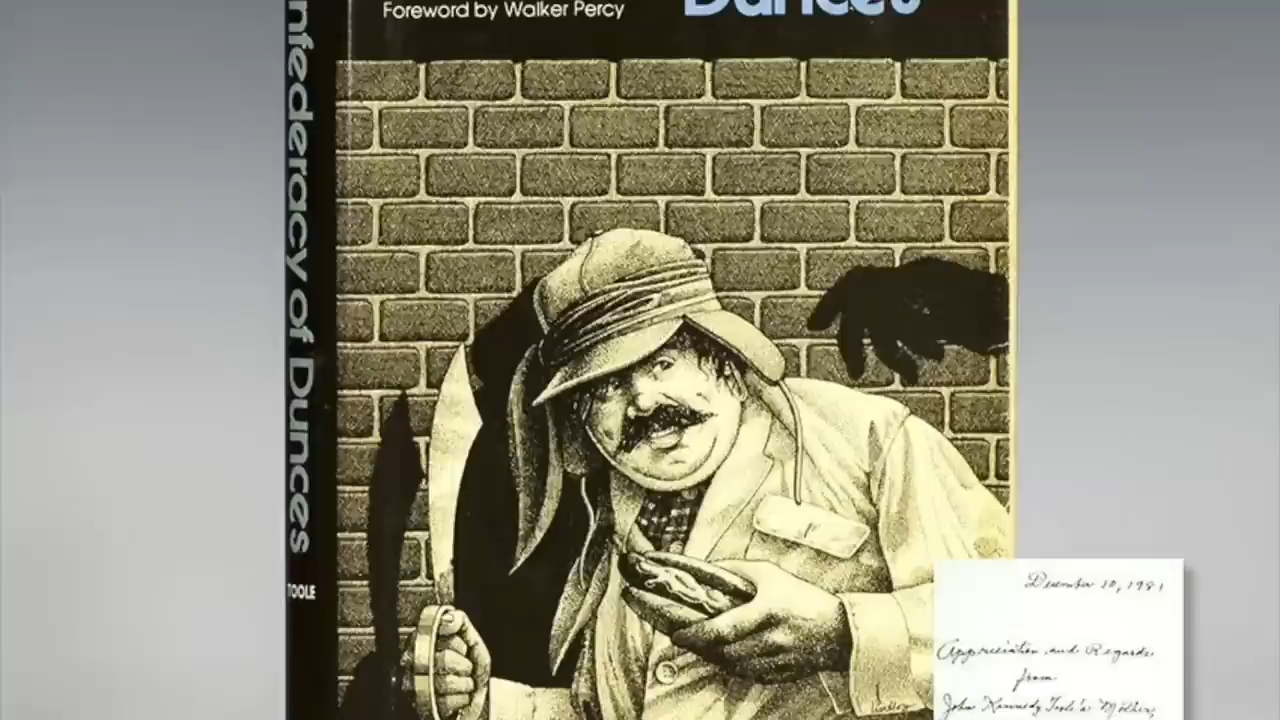 Foreword by Walker Percy
Dunces
nfederacy of Dunces
TOOLE
December 10, 1981
Appreciation and Regards
from
John Kennedy Toole's Mother,